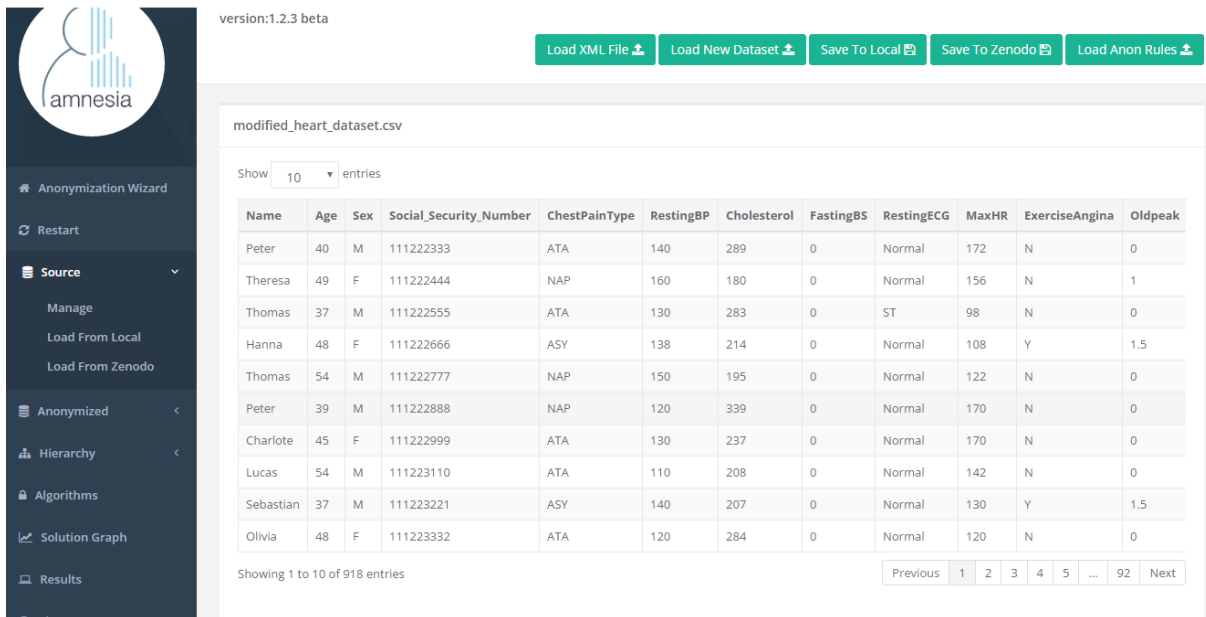 version:1.2.3 beta
Load XML File
Load New Dataset
Save To Local
Save To Zenodo
Load Anon Rules
amnesia
Anonymization Wizard
Restart
Source
Manage
Load From Local
Load From Zenodo
Anonymized
Hierarchy
Algorithms
Solution Graph
Results
modified_heart_dataset.csv
Show 10 entries
Name Age Sex Social_Security_Number ChestPainType RestingBP Cholesterol FastingBS RestingECG MaxHR ExerciseAngina Oldpeak
Peter 40 M 111222333 ATA 140 289 0 Normal 172 N 0
Theresa 49 F 111222444 NAP 160 180 0 Normal 156 N 1
Thomas 37 M 111222555 ATA 130 283 0 ST 98 N 0
Hanna 48 F 111222666 ASY 138 214 0 Normal 108 Y 1.5
Thomas 54 M 111222777 NAP 150 195 0 Normal 122 N 0
Peter 39 M 111222888 NAP 120 339 0 Normal 170 N 0
Charlote 45 F 111222999 ATA 130 237 0 Normal 170 N 0
Lucas 54 M 111223110 ATA 110 208 0 Normal 142 N 0
Sebastian 37 M 111223221 ASY 140 207 0 Normal 130 Y 1.5
Olivia 48 F 111223332 ATA 120 284 0 Normal 120 N 0
Showing 1 to 10 of 918 entries
Previous 1 2 3 4 5 ... 92 Next